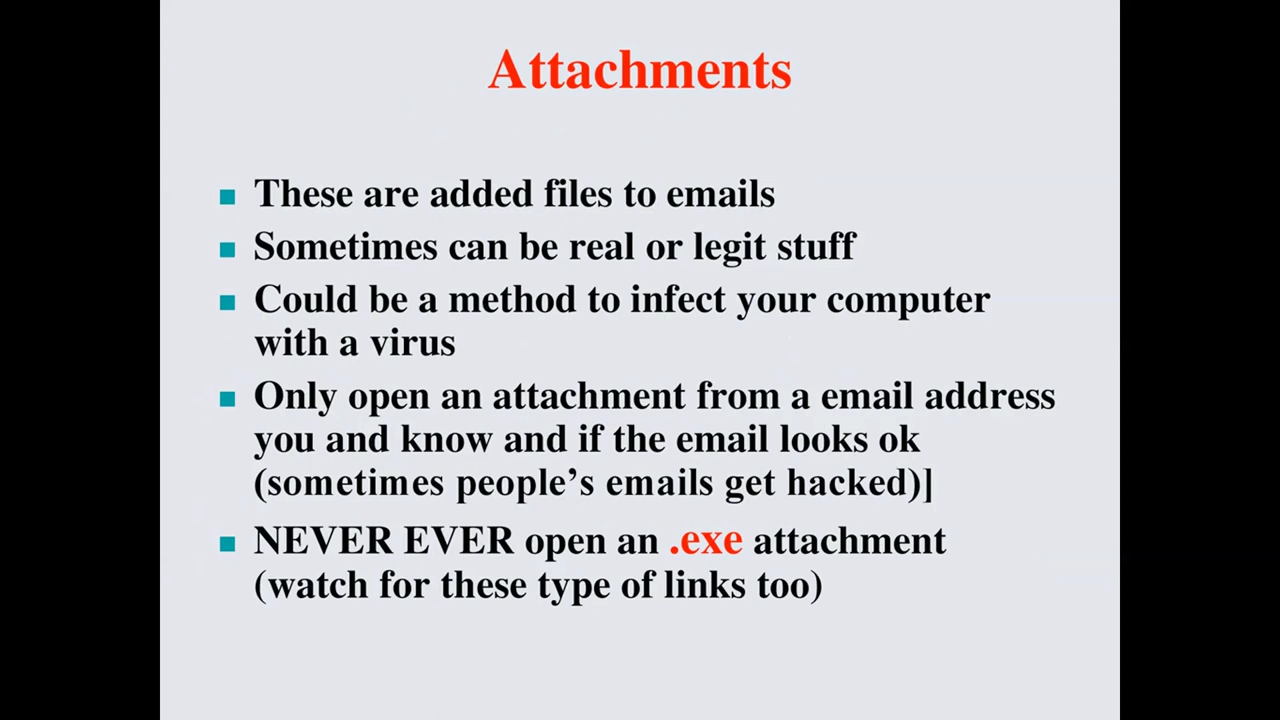 Attachments
These are added files to emails
Sometimes can be real or legit stuff
Could be a method to infect your computer
with a virus
Only open an attachment from a email address
you and know and if the email looks ok
(sometimes people’s emails get hacked)]
NEVER EVER open an .exe attachment
(watch for these type of links too)